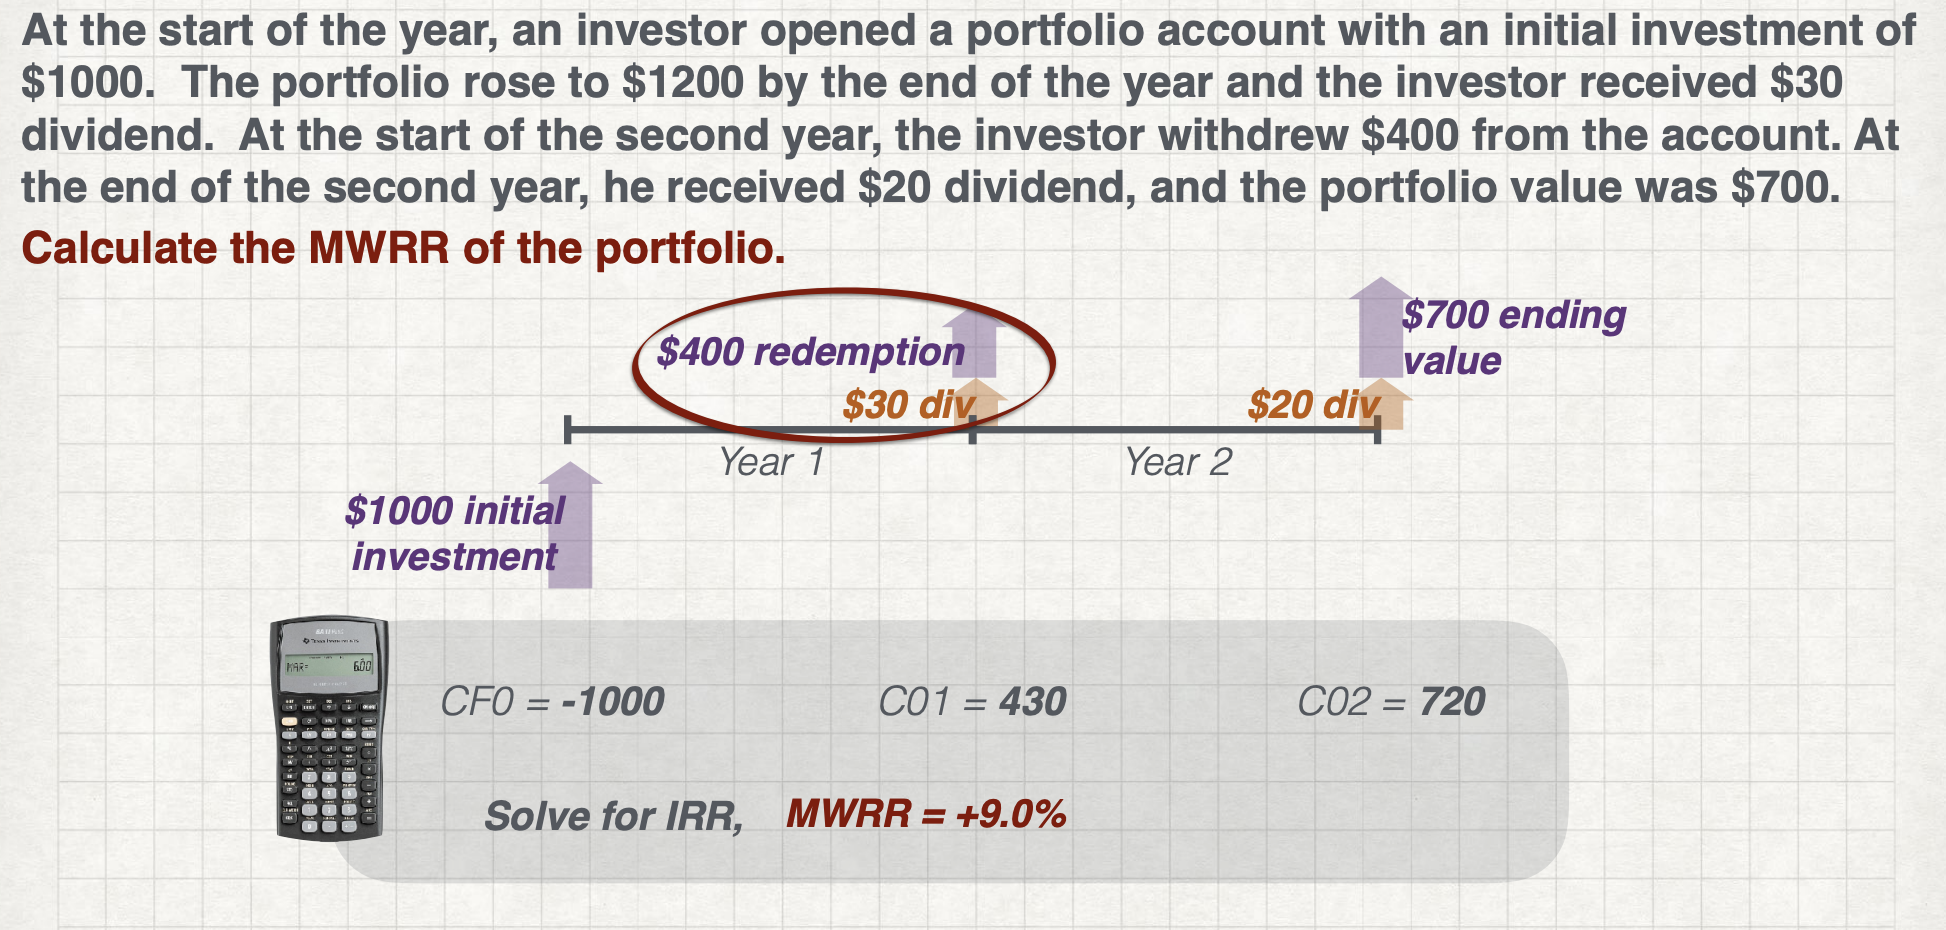 At the start of the year, an investor opened a portfolio account with an initial investment of
$1000.  The portfolio rose to $1200 by the end of the year and the investor received $30
dividend.  At the start of the second year, the investor withdrew $400 from the account. At
the end of the second year, he received $20 dividend, and the portfolio value was $700.
Calculate the MWRR of the portfolio.
$400 redemption
$700 ending
value
$30 div
$20 div
Year 1
Year 2
$1000 initial
investment
CF0 = -1000
C01 = 430
C02 = 720
Solve for IRR,
MWRR = +9.0%